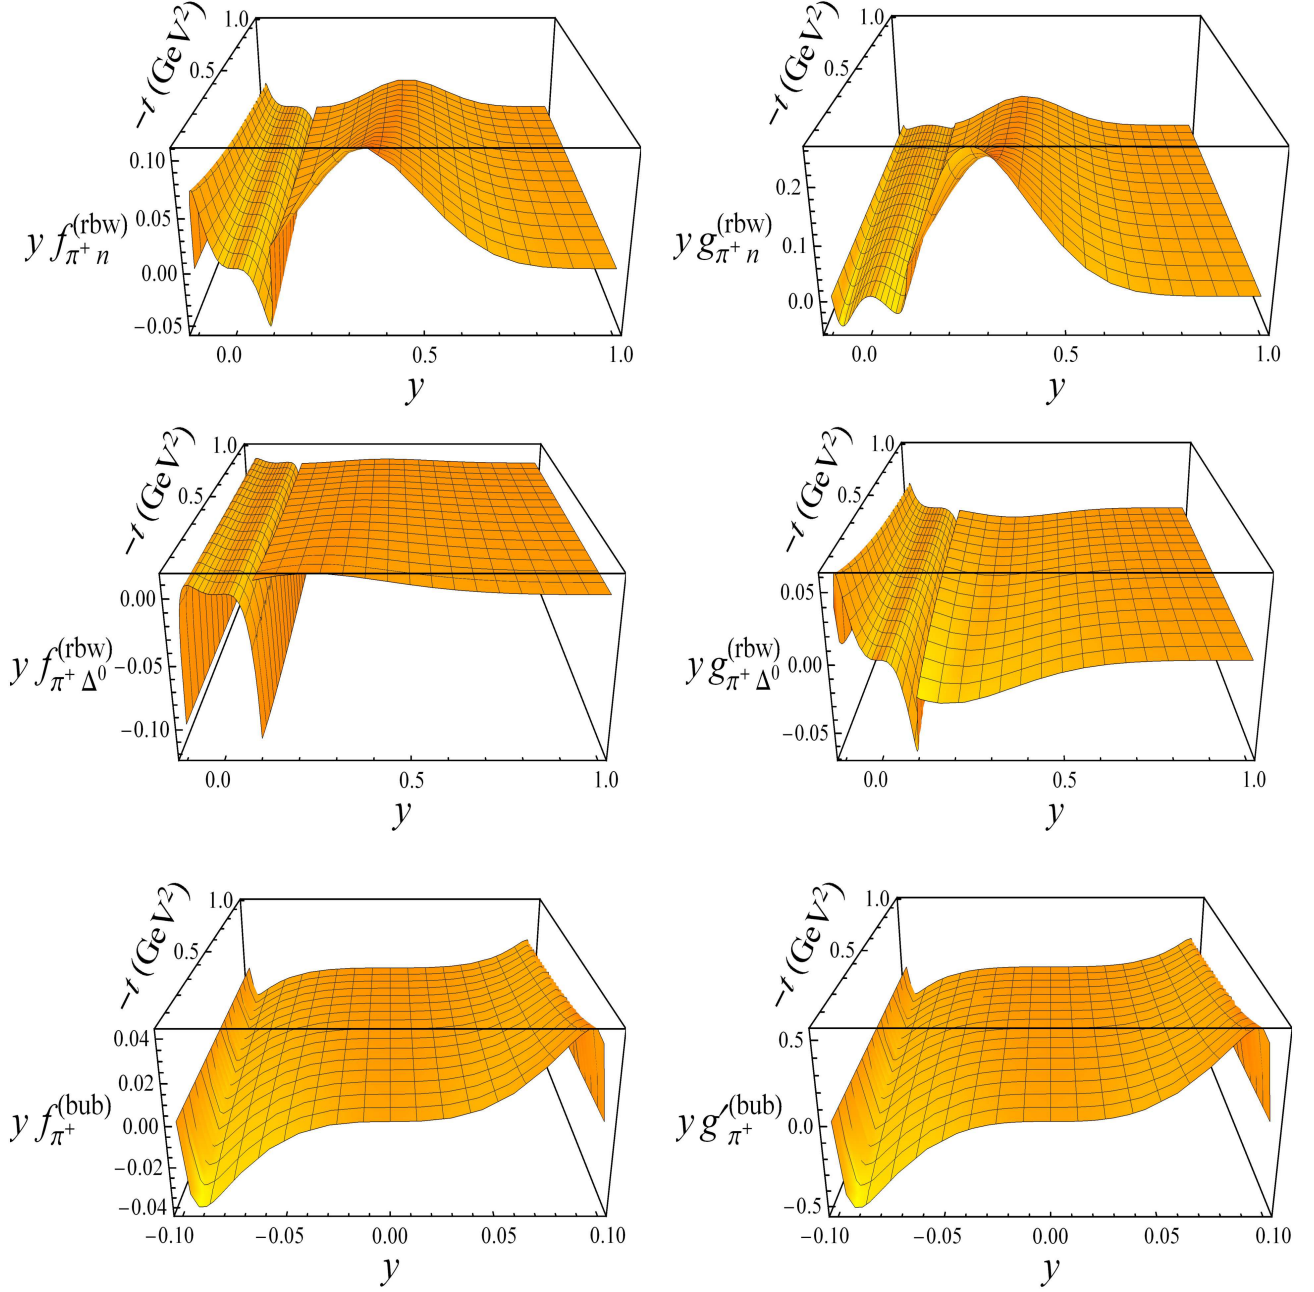 1.0
0.5
−t (GeV²)
0.10
0.05
0.00
−0.05
y f_{π⁺ n}^{(rbw)}
0.0 0.5 1.0
y
1.0
0.5
−t (GeV²)
0.2
0.1
0.0
y g_{π⁺ n}^{(rbw)}
0.0 0.5 1.0
y
1.0
0.5
−t (GeV²)
0.00
−0.05
−0.10
y f_{π⁺ Δ⁰}^{(rbw)}
0.0 0.5 1.0
y
1.0
0.5
−t (GeV²)
0.05
0.00
−0.05
y g_{π⁺ Δ⁰}^{(rbw)}
0.0 0.5 1.0
y
1.0
0.5
−t (GeV²)
0.04
0.02
0.00
−0.02
−0.04
y f_{π⁺}^{(bub)}
−0.10 −0.05 0.00 0.05 0.10
y
1.0
0.5
−t (GeV²)
0.5
0.0
−0.5
y g′_{π⁺}^{(bub)}
−0.10 −0.05 0.00 0.05 0.10
y